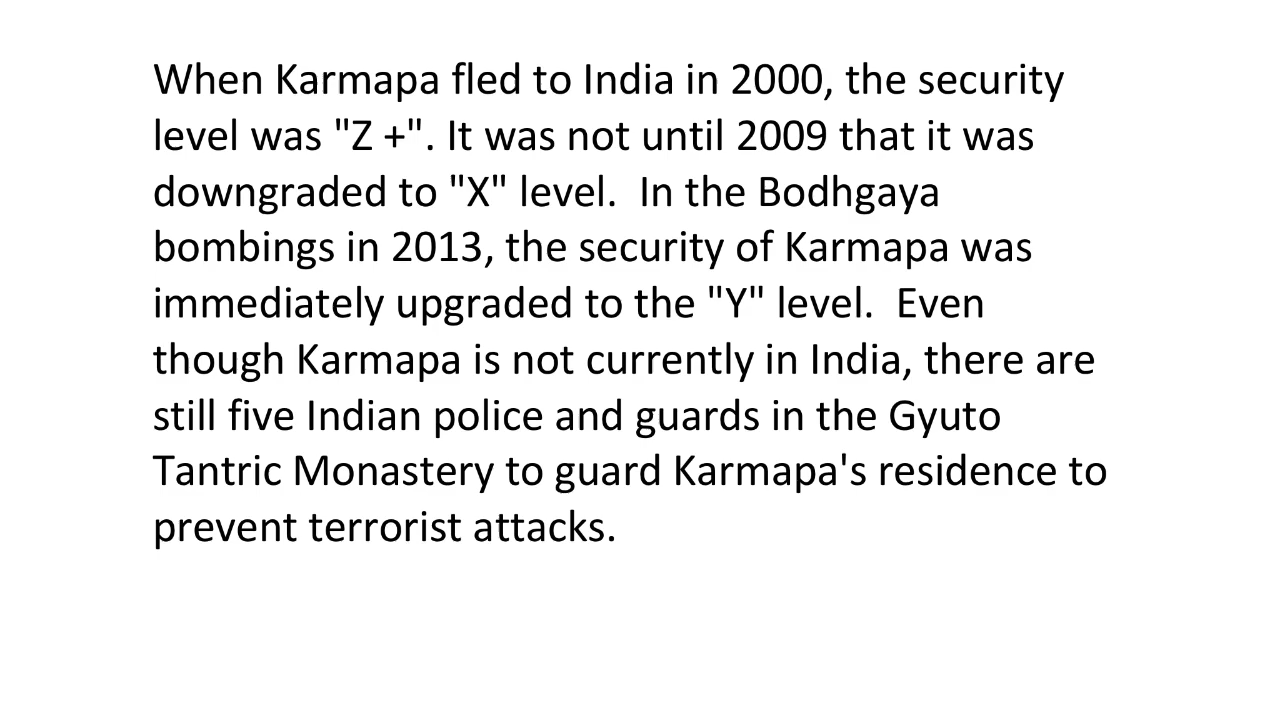 When Karmapa fled to India in 2000, the security
level was "Z +". It was not until 2009 that it was
downgraded to "X" level.  In the Bodhgaya
bombings in 2013, the security of Karmapa was
immediately upgraded to the "Y" level.  Even
though Karmapa is not currently in India, there are
still five Indian police and guards in the Gyuto
Tantric Monastery to guard Karmapa's residence to
prevent terrorist attacks.